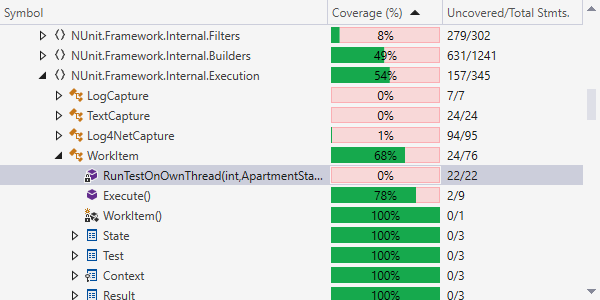 Symbol Coverage (%) Uncovered/Total Stmts.
NUnit.Framework.Internal.Filters 8% 279/302
NUnit.Framework.Internal.Builders 49% 631/1241
NUnit.Framework.Internal.Execution 54% 157/345
LogCapture 0% 7/7
TextCapture 0% 24/24
Log4NetCapture 1% 94/95
WorkItem 68% 24/76
RunTestOnOwnThread(int,ApartmentSta... 0% 22/22
Execute() 78% 2/9
WorkItem() 100% 0/1
State 100% 0/3
Test 100% 0/3
Context 100% 0/3
Result 100% 0/3